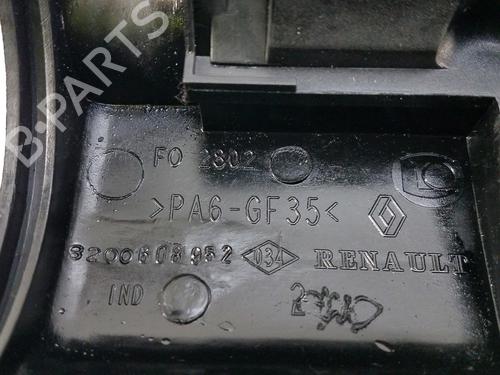 B-PARTS
FO 2802
>PA6-GF35<
8200608952 034 RENAULT
IND